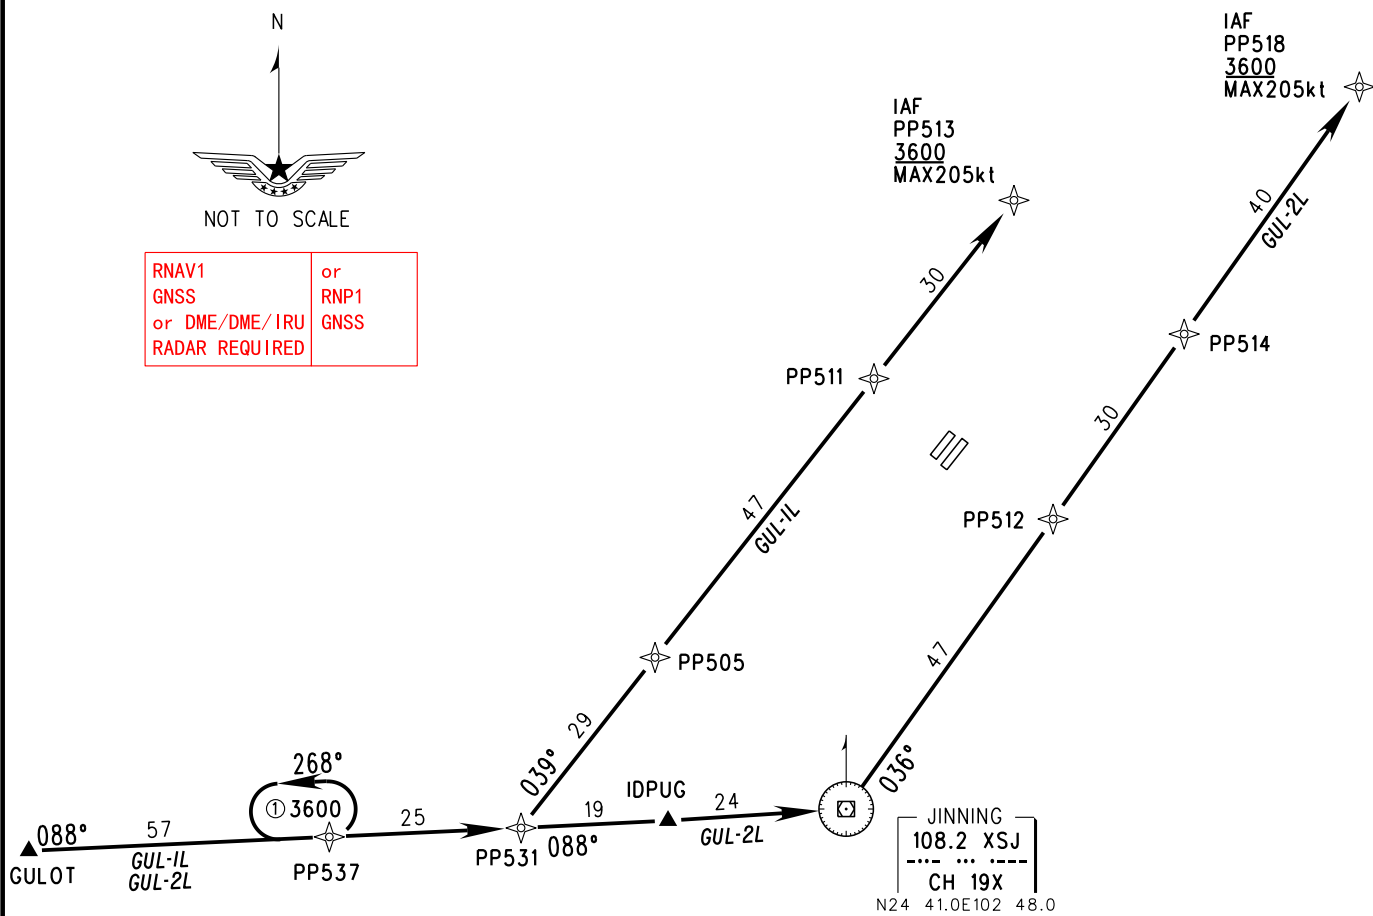 N
NOT TO SCALE
RNAV1
GNSS
or DME/DME/IRU
RADAR REQUIRED
or
RNP1
GNSS
IAF
PP513
3600
MAX205kt
IAF
PP518
3600
MAX205kt
30
40
GUL-2L
PP511
PP514
47
GUL-1L
30
PP512
PP505
47
29
039°
036°
268°
① 3600
088°
57
GUL-1L
GUL-2L
GULOT
PP537
25
PP531
088°
19
IDPUG
24
GUL-2L
JINNING
108.2 XSJ
-··- ··· ·---
CH 19X
N24 41.0E102 48.0